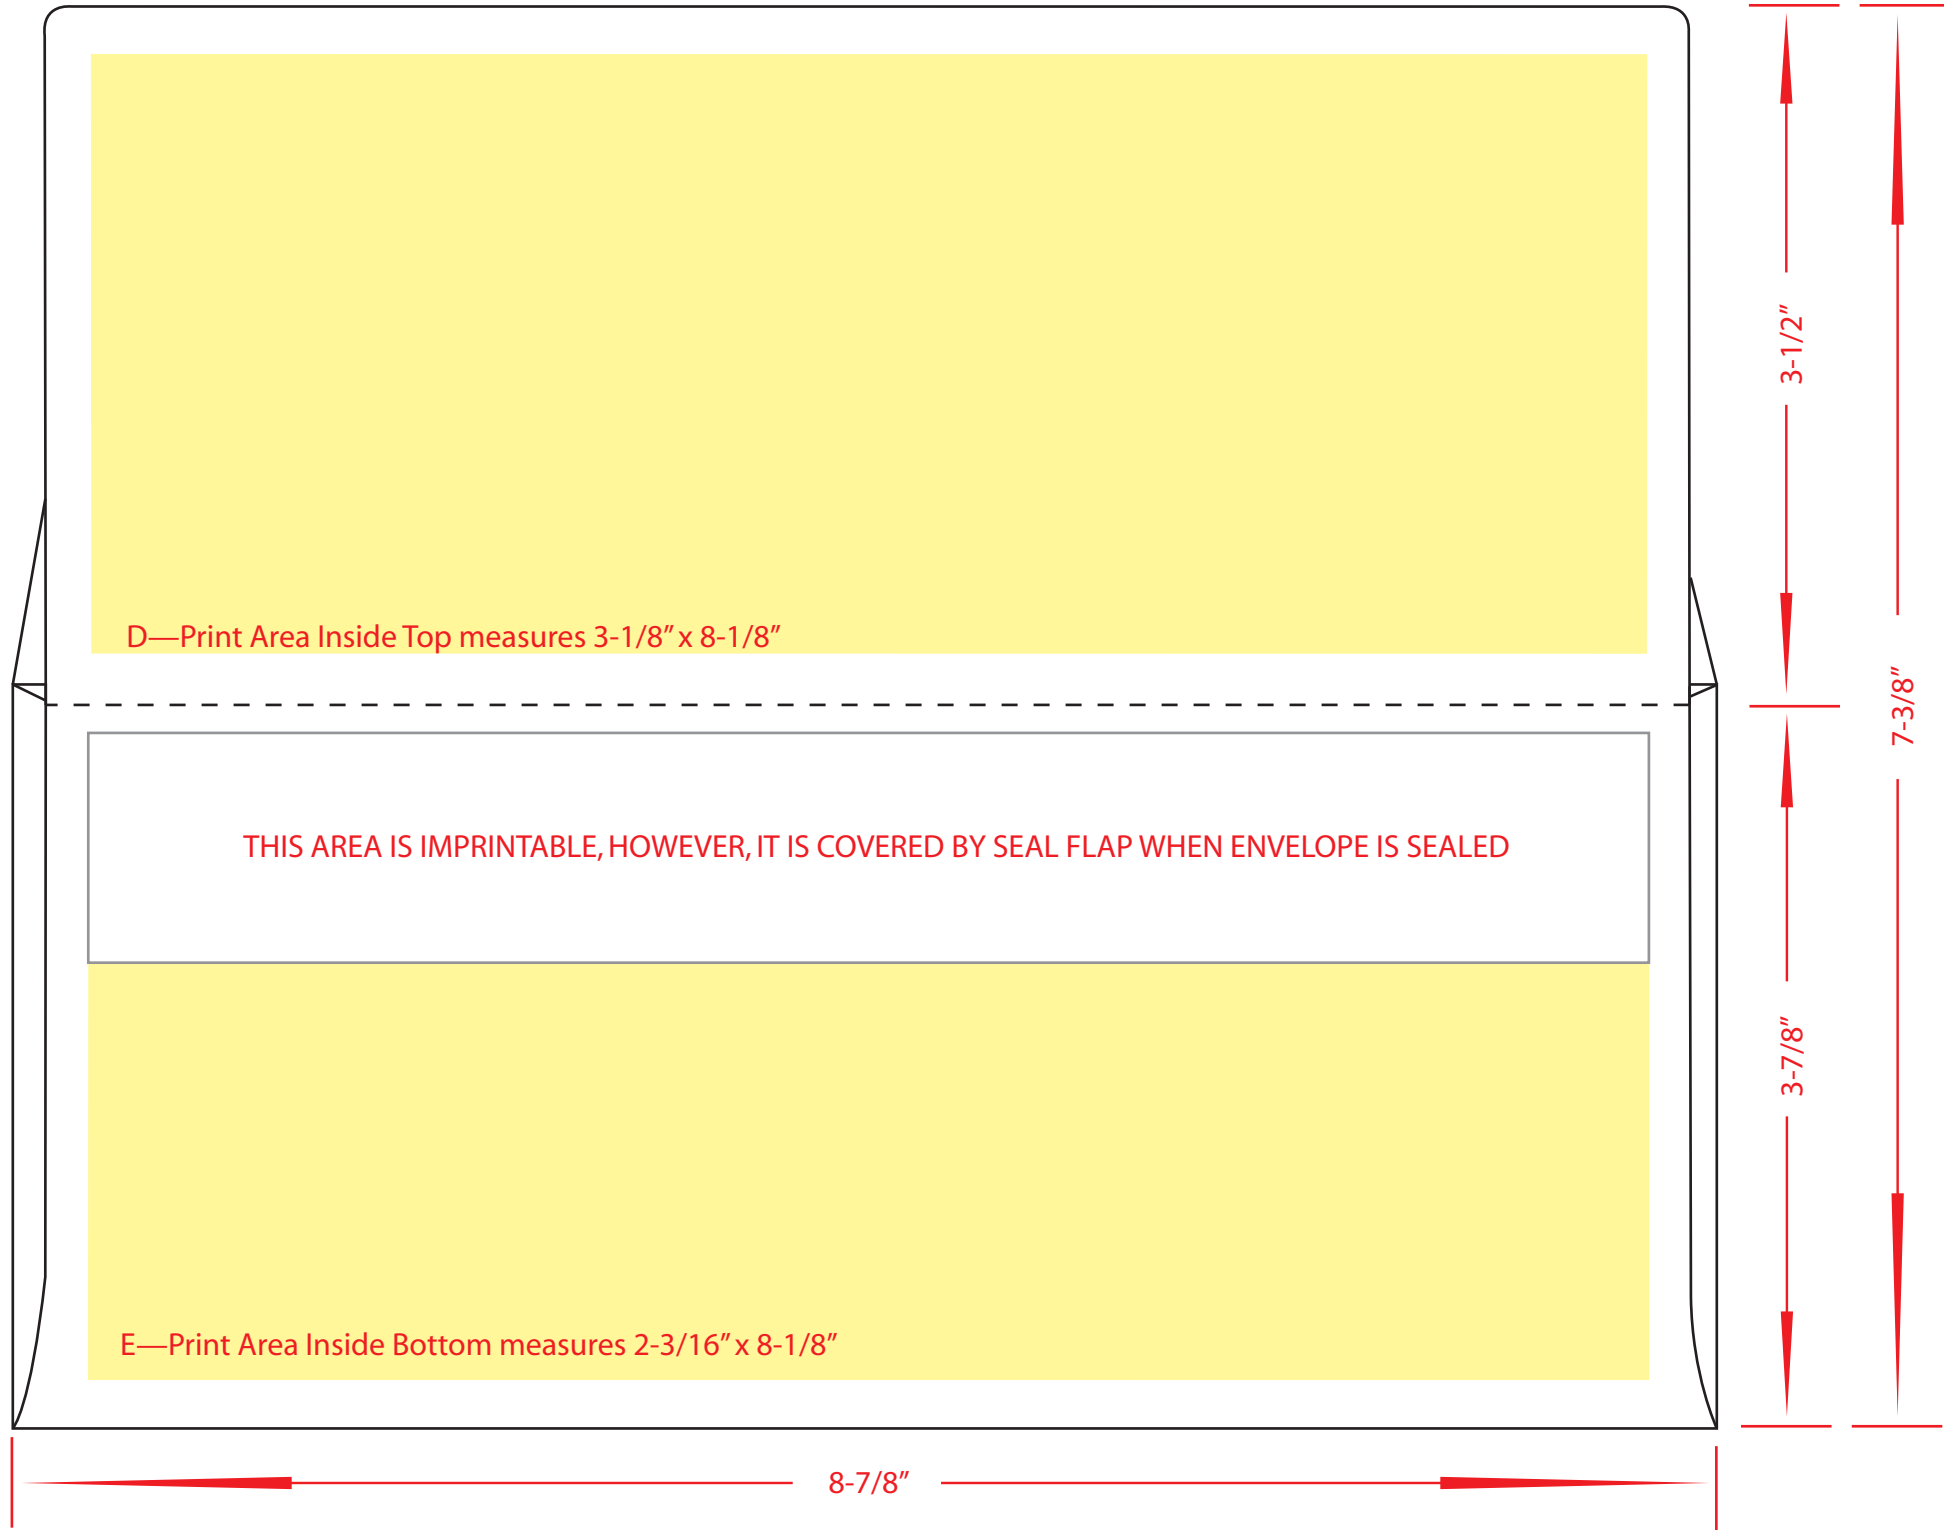 3-1/2"
D—Print Area Inside Top measures 3-1/8" x 8-1/8"
7-3/8"
THIS AREA IS IMPRINTABLE, HOWEVER, IT IS COVERED BY SEAL FLAP WHEN ENVELOPE IS SEALED
3-7/8"
E—Print Area Inside Bottom measures 2-3/16" x 8-1/8"
8-7/8"